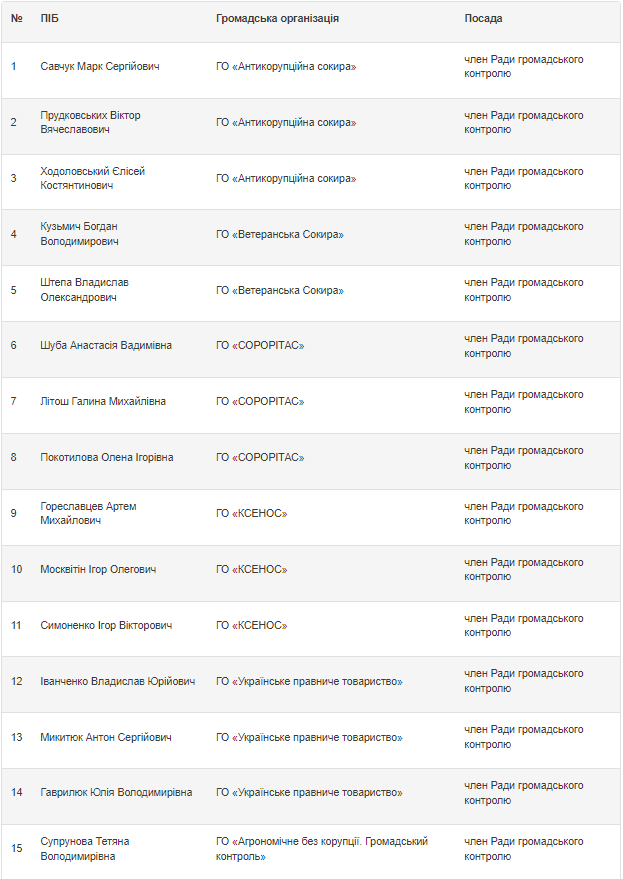 № ПІБ Громадська організація Посада
1 Савчук Марк Сергійович ГО «Антикорупційна сокира» член Ради громадського
контролю
2 Прудковських Віктор
Вячеславович ГО «Антикорупційна сокира» член Ради громадського
контролю
3 Ходоловський Єлісей
Костянтинович ГО «Антикорупційна сокира» член Ради громадського
контролю
4 Кузьмич Богдан
Володимирович ГО «Ветеранська Сокира» член Ради громадського
контролю
5 Штепа Владислав
Олександрович ГО «Ветеранська Сокира» член Ради громадського
контролю
6 Шуба Анастасія Вадимівна ГО «СОРОРІТАС» член Ради громадського
контролю
7 Літош Галина Михайлівна ГО «СОРОРІТАС» член Ради громадського
контролю
8 Покотилова Олена Ігорівна ГО «СОРОРІТАС» член Ради громадського
контролю
9 Гореславцев Артем
Михайлович ГО «КСЕНОС» член Ради громадського
контролю
10 Москвітін Ігор Олегович ГО «КСЕНОС» член Ради громадського
контролю
11 Симоненко Ігор Вікторович ГО «КСЕНОС» член Ради громадського
контролю
12 Іванченко Владислав Юрійович ГО «Українське правниче товариство» член Ради громадського
контролю
13 Микитюк Антон Сергійович ГО «Українське правниче товариство» член Ради громадського
контролю
14 Гаврилюк Юлія Володимирівна ГО «Українське правниче товариство» член Ради громадського
контролю
15 Супрунова Тетяна
Володимирівна ГО «Агрономічне без корупції. Громадський
контроль» член Ради громадського
контролю